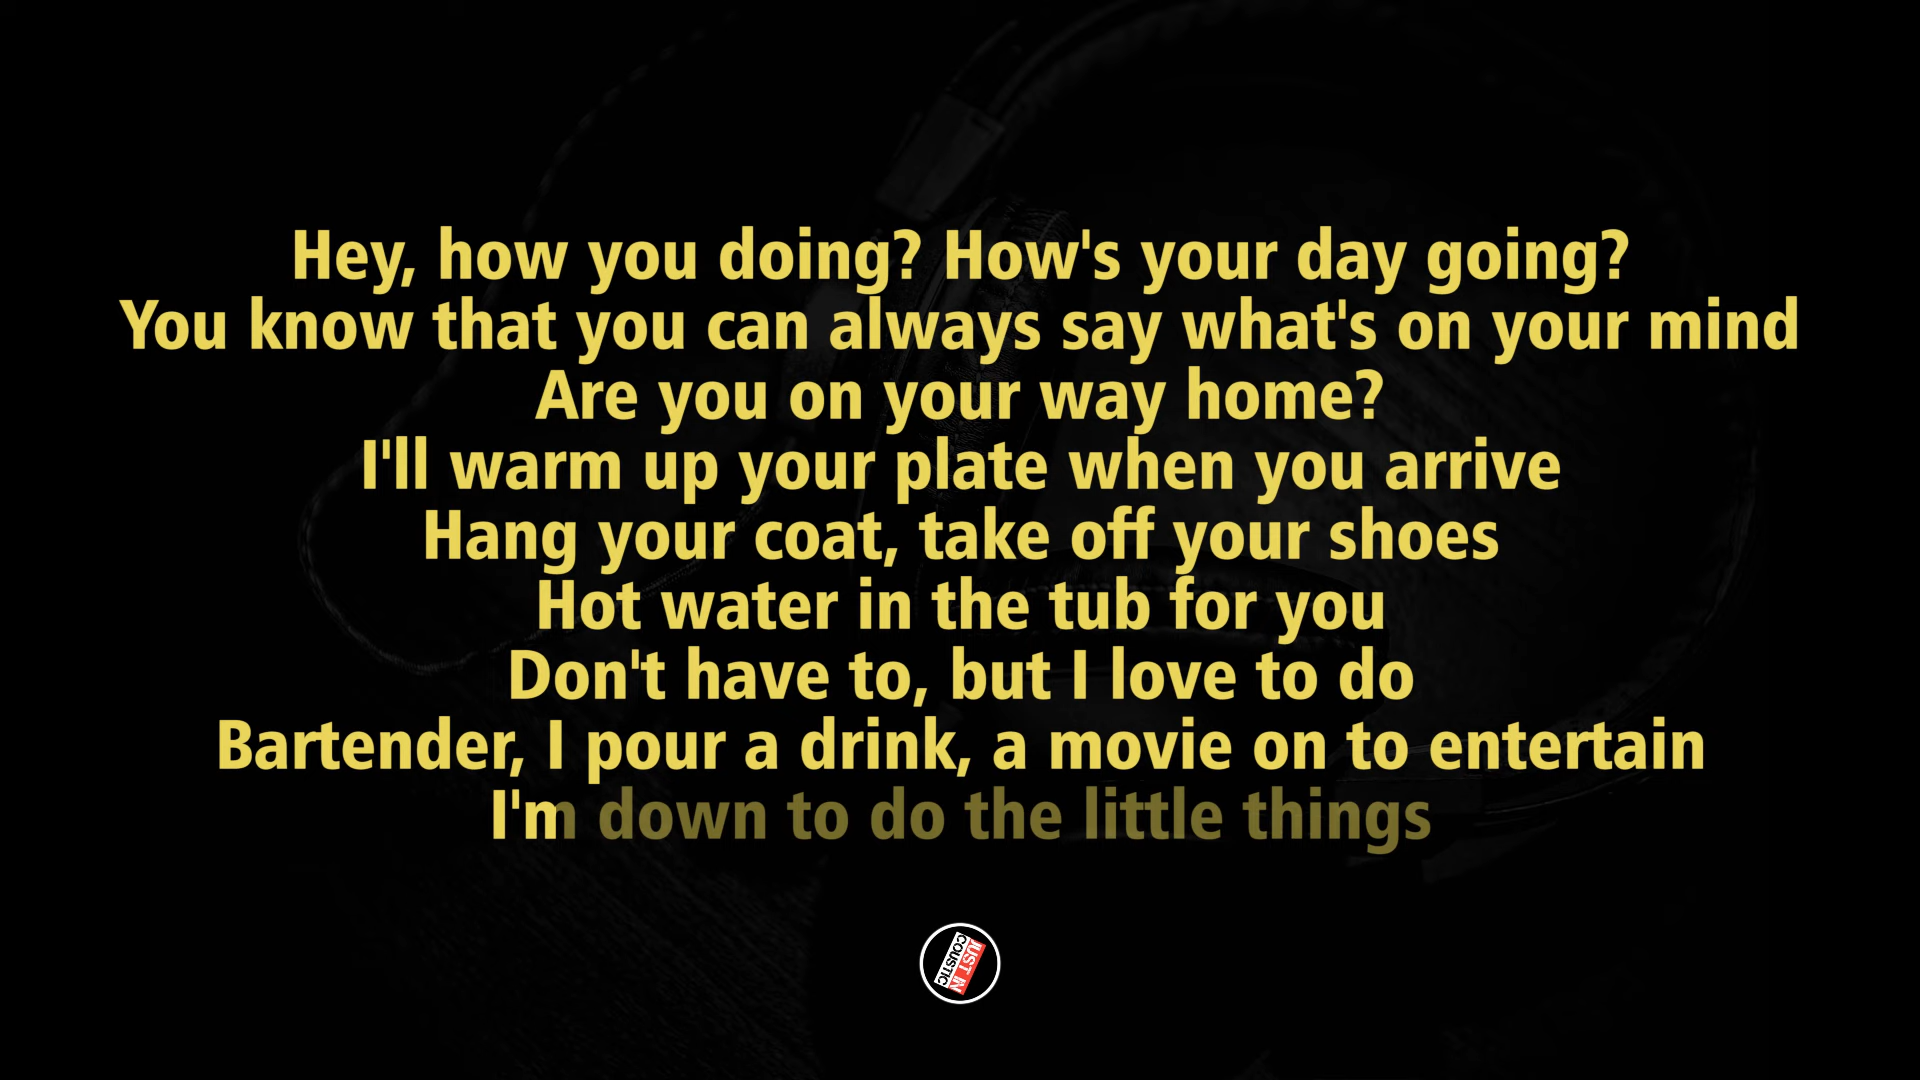 Hey, how you doing? How's your day going?
You know that you can always say what's on your mind
Are you on your way home?
I'll warm up your plate when you arrive
Hang your coat, take off your shoes
Hot water in the tub for you
Don't have to, but I love to do
Bartender, I pour a drink, a movie on to entertain
I'm down to do the little things
JUST IN
COUSTIC